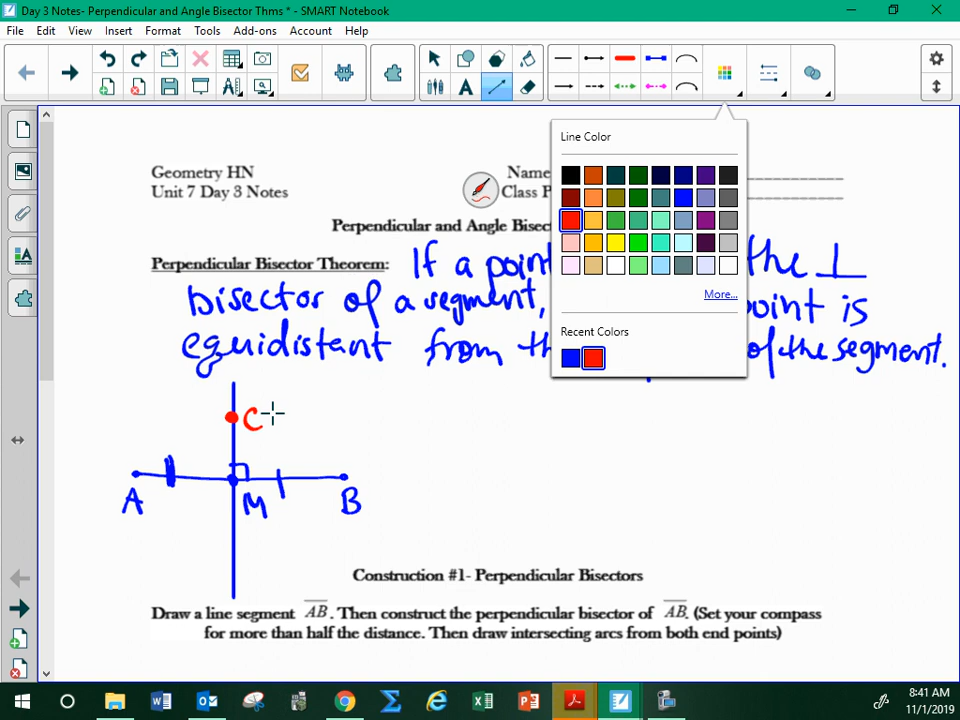 Day 3 Notes- Perpendicular and Angle Bisector Thms * - SMART Notebook
File Edit View Insert Format Tools Add-ons Account Help
Line Color
Geometry HN
Name
Unit 7 Day 3 Notes
Class P
Perpendicular and Angle Bisec
Perpendicular Bisector Theorem: If a point the ⊥
More...
Bisector of a segment, point is
Recent Colors
equidistant from th of the segment.
C
A M B
Construction #1- Perpendicular Bisectors
Draw a line segment AB. Then construct the perpendicular bisector of AB. (Set your compass
for more than half the distance. Then draw intersecting arcs from both end points)
8:41 AM
11/1/2019